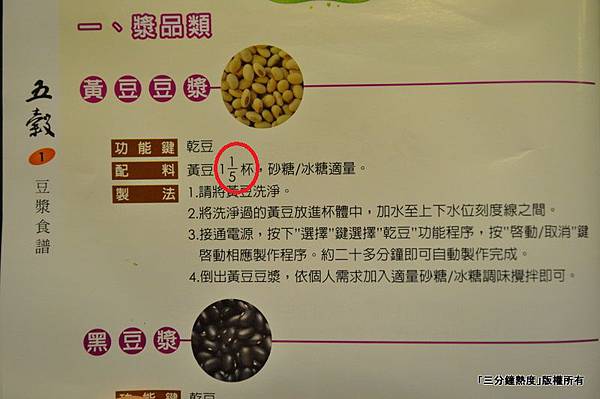 一、漿品類
黃豆豆漿
五穀
1
豆漿食譜
功能鍵 乾豆
配料 黃豆1 1/5杯，砂糖/冰糖適量。
製法 1.請將黃豆洗淨。
2.將洗淨過的黃豆放進杯體中，加水至上下水位刻度線之間。
3.接通電源，按下"選擇"鍵選擇"乾豆"功能程序，按"啓動/取消"鍵
啓動相應製作程序。約二十多分鐘即可自動製作完成。
4.倒出黃豆豆漿，依個人需求加入適量砂糖/冰糖調味攪拌即可。
黑豆漿
功能鍵 乾豆
「三分鐘熱度」版權所有